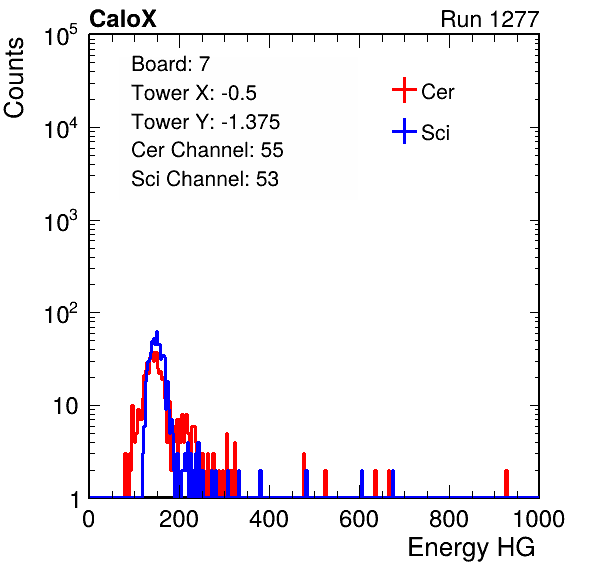 CaloX Run 1277
Counts
Board: 7
Tower X: -0.5
Tower Y: -1.375
Cer Channel: 55
Sci Channel: 53
Cer
Sci
10^5
10^4
10^3
10^2
10
1
0 200 400 600 800 1000
Energy HG